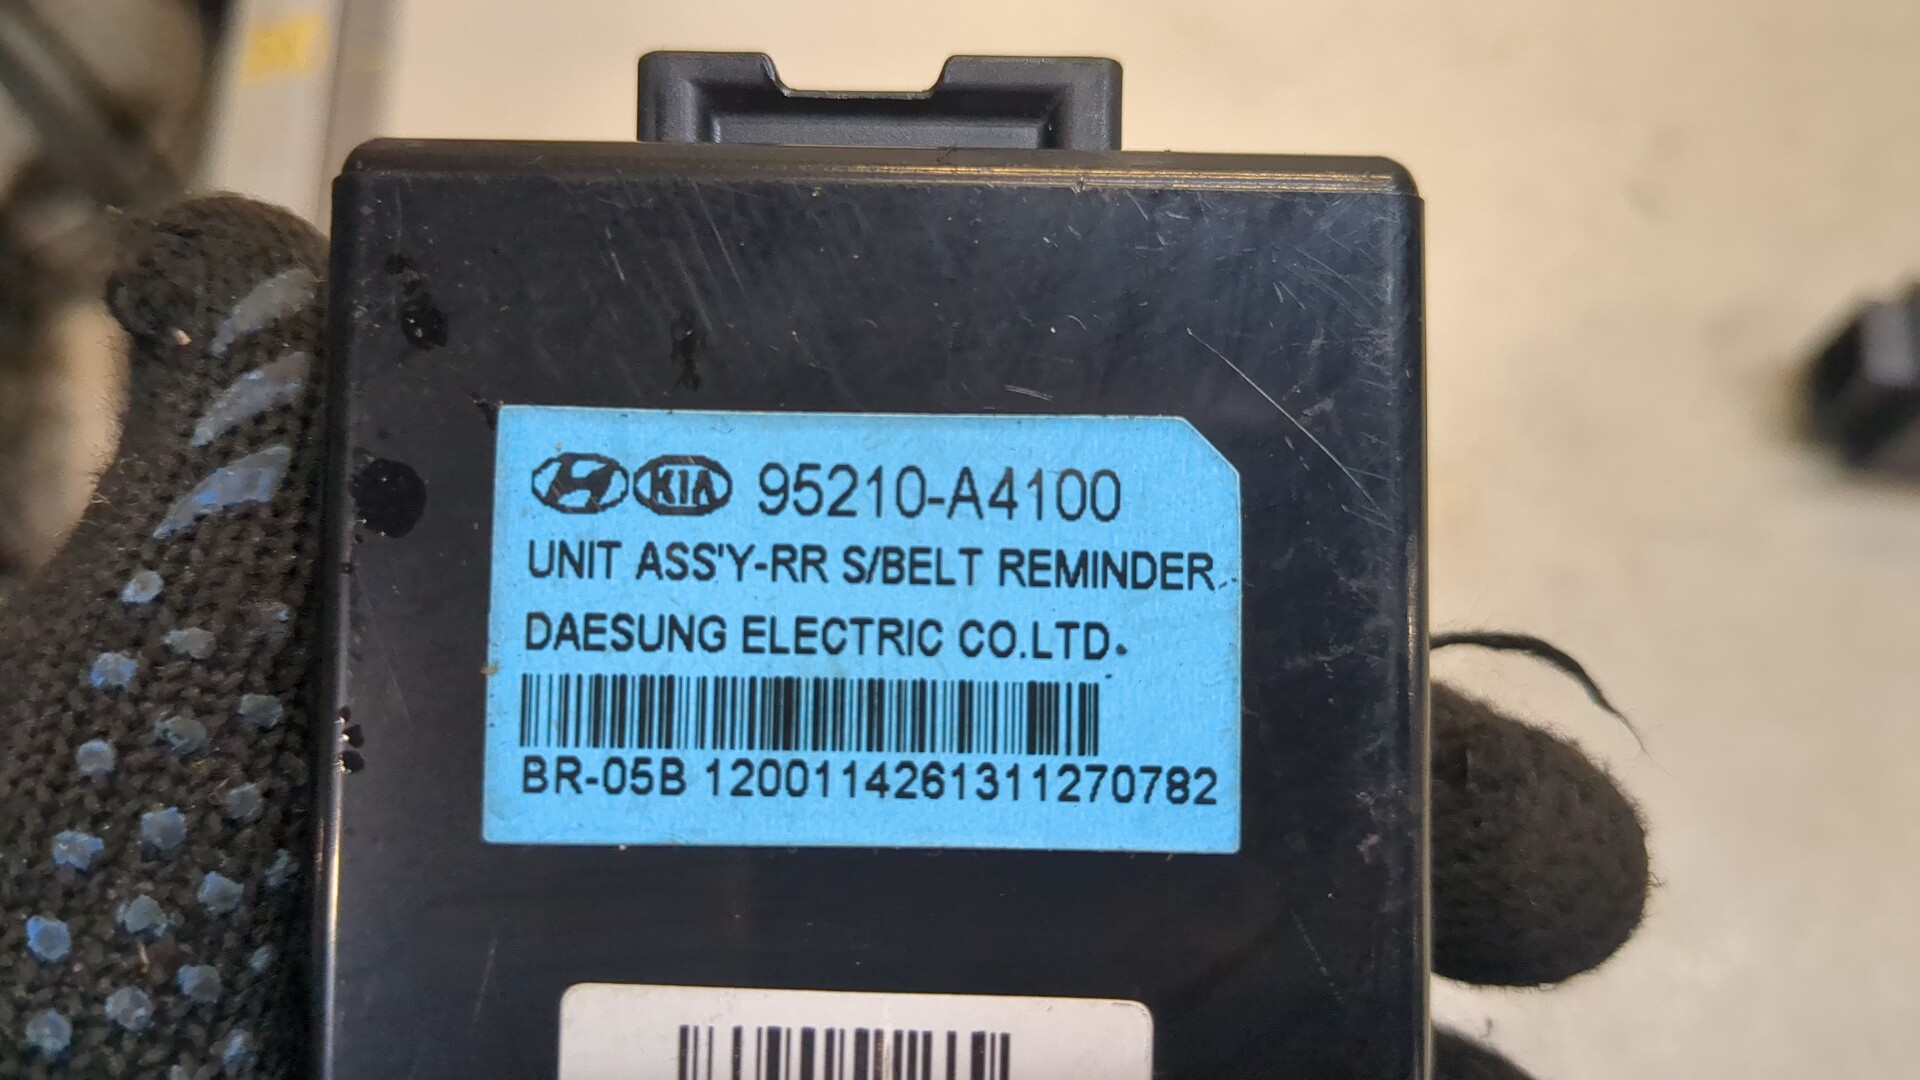 KIA 95210-A4100
UNIT ASS'Y-RR S/BELT REMINDER
DAESUNG ELECTRIC CO.LTD.
BR-05B 1200114261311270782